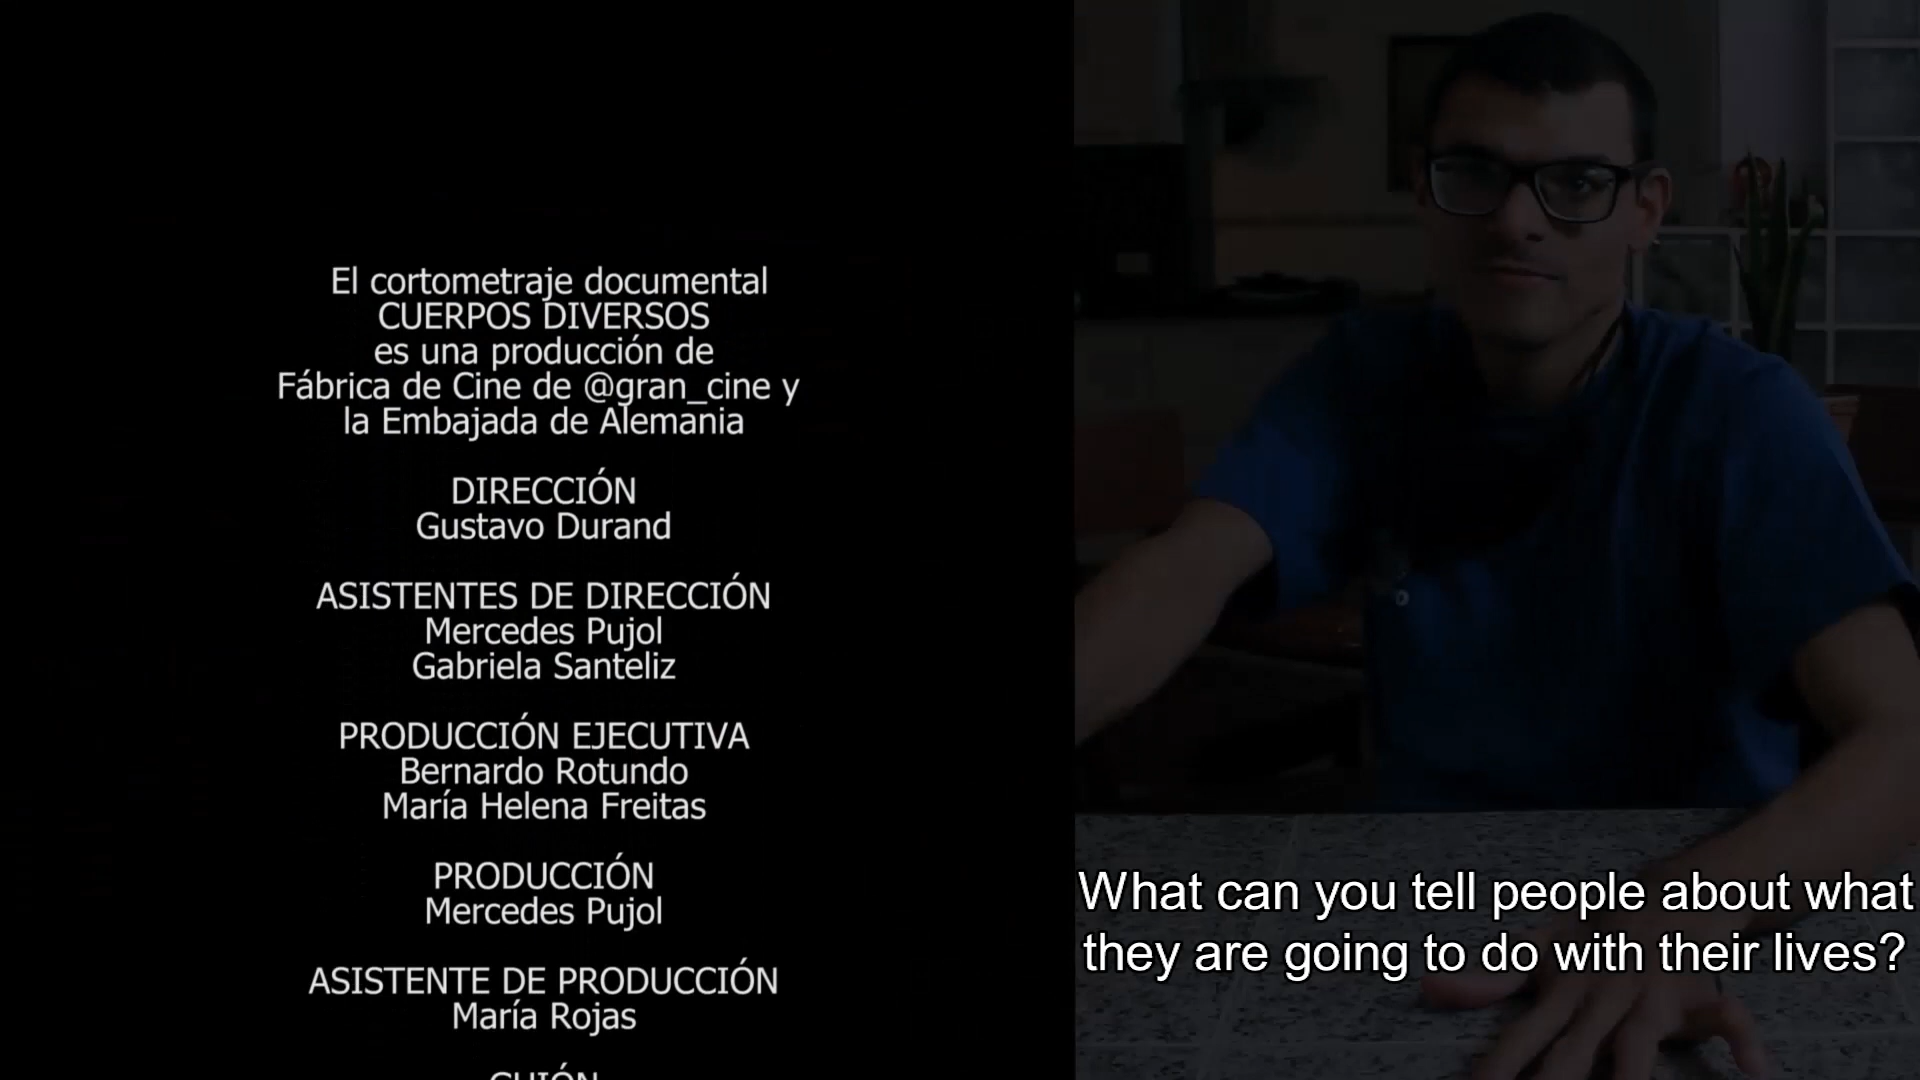 El cortometraje documental
CUERPOS DIVERSOS
es una producción de
Fábrica de Cine de @gran_cine y
la Embajada de Alemania
DIRECCIÓN
Gustavo Durand
ASISTENTES DE DIRECCIÓN
Mercedes Pujol
Gabriela Santeliz
PRODUCCIÓN EJECUTIVA
Bernardo Rotundo
María Helena Freitas
PRODUCCIÓN
Mercedes Pujol
ASISTENTE DE PRODUCCIÓN
María Rojas
GUIÓN
What can you tell people about what
they are going to do with their lives?